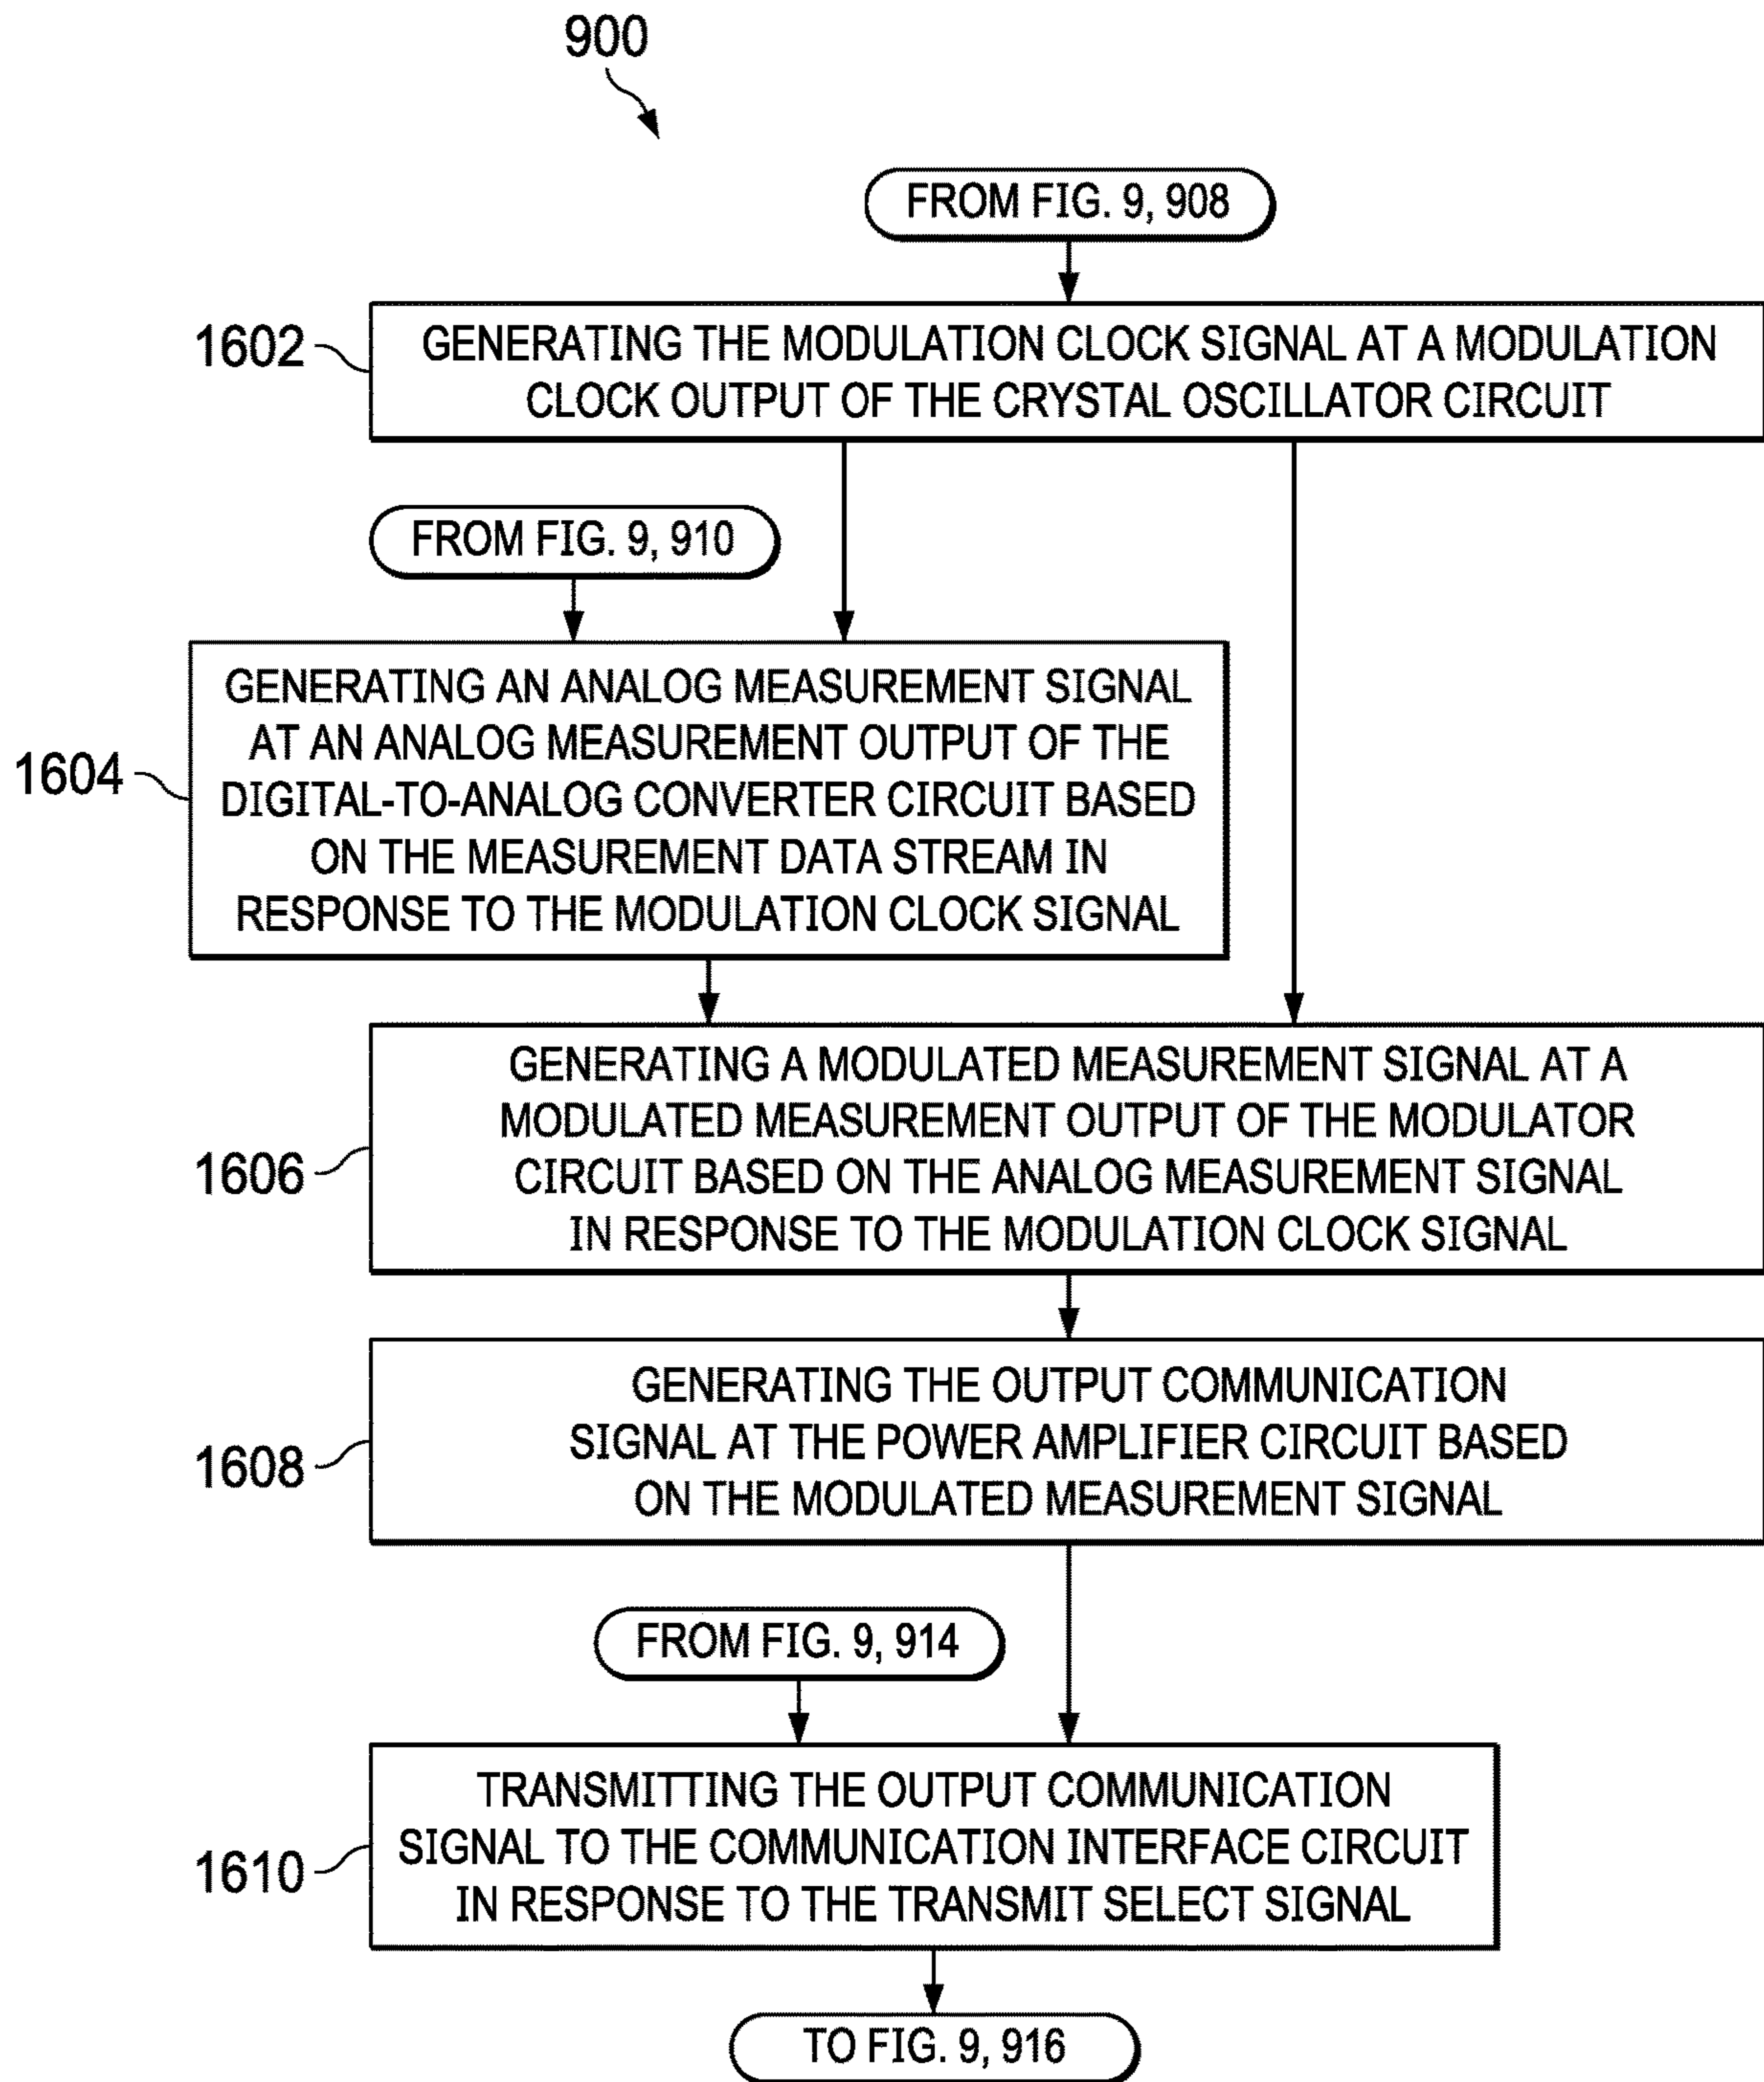 900
FROM FIG. 9, 908
1602
GENERATING THE MODULATION CLOCK SIGNAL AT A MODULATION
CLOCK OUTPUT OF THE CRYSTAL OSCILLATOR CIRCUIT
FROM FIG. 9, 910
1604
GENERATING AN ANALOG MEASUREMENT SIGNAL
AT AN ANALOG MEASUREMENT OUTPUT OF THE
DIGITAL-TO-ANALOG CONVERTER CIRCUIT BASED
ON THE MEASUREMENT DATA STREAM IN
RESPONSE TO THE MODULATION CLOCK SIGNAL
1606
GENERATING A MODULATED MEASUREMENT SIGNAL AT A
MODULATED MEASUREMENT OUTPUT OF THE MODULATOR
CIRCUIT BASED ON THE ANALOG MEASUREMENT SIGNAL
IN RESPONSE TO THE MODULATION CLOCK SIGNAL
1608
GENERATING THE OUTPUT COMMUNICATION
SIGNAL AT THE POWER AMPLIFIER CIRCUIT BASED
ON THE MODULATED MEASUREMENT SIGNAL
FROM FIG. 9, 914
1610
TRANSMITTING THE OUTPUT COMMUNICATION
SIGNAL TO THE COMMUNICATION INTERFACE CIRCUIT
IN RESPONSE TO THE TRANSMIT SELECT SIGNAL
TO FIG. 9, 916